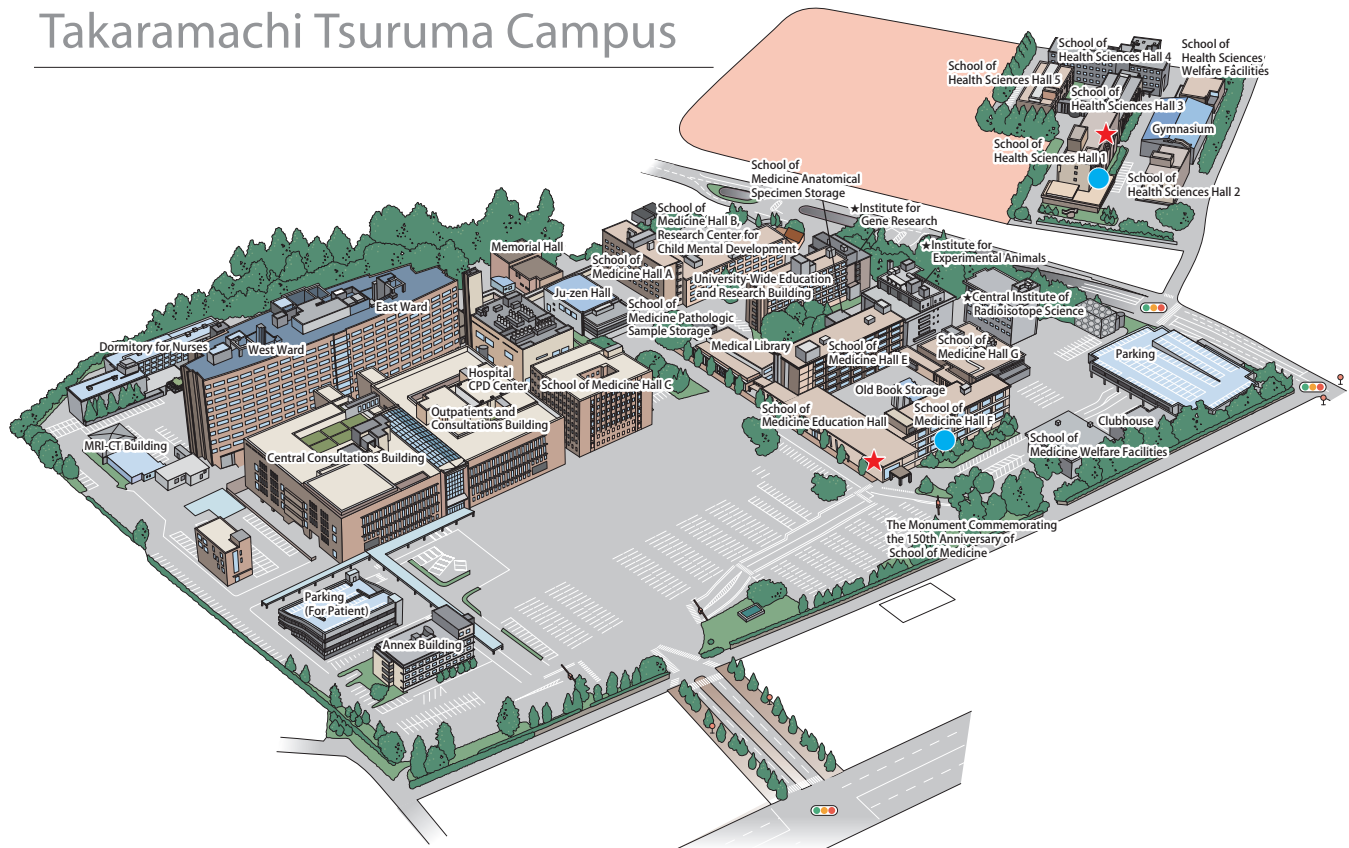 Takaramachi Tsuruma Campus
School of
Health Sciences Hall 4
School of
Health Sciences
Welfare Facilities
School of
Health Sciences Hall 5
School of
Health Sciences Hall 3
Gymnasium
School of
Health Sciences Hall 1
School of
Health Sciences Hall 2
School of
Medicine Anatomical
Specimen Storage
★Institute for
Gene Research
School of
Medicine Hall B,
Research Center for
Child Mental Development
★Institute for
Experimental Animals
Memorial Hall
School of
Medicine Hall A
University-Wide Education
and Research Building
Ju-zen Hall
★Central Institute of
Radioisotope Science
East Ward
School of
Medicine Pathologic
Sample Storage
Dormitory for Nurses
West Ward
Medical Library
School of
Medicine Hall E
School of
Medicine Hall G
Parking
Hospital
CPD Center
School of Medicine Hall C
Old Book Storage
Outpatients and
Consultations Building
School of
Medicine Education Hall
School of
Medicine Hall F
Clubhouse
MRI-CT Building
Central Consultations Building
School of
Medicine Welfare Facilities
The Monument Commemorating
the 150th Anniversary of
School of Medicine
Parking
(For Patient)
Annex Building